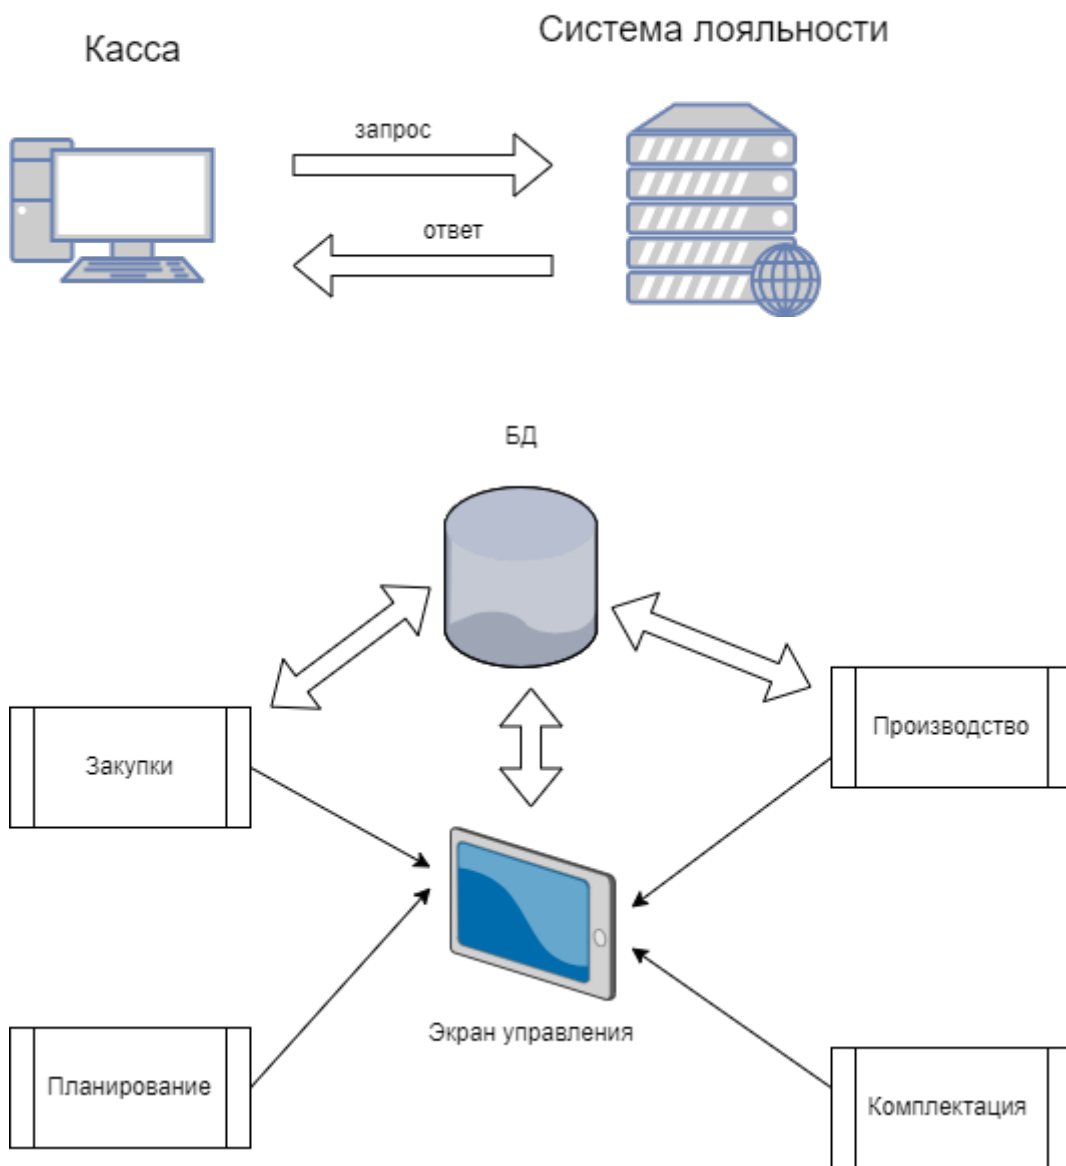 Касса
Система лояльности
запрос
ответ
БД
Закупки
Производство
Экран управления
Планирование
Комплектация